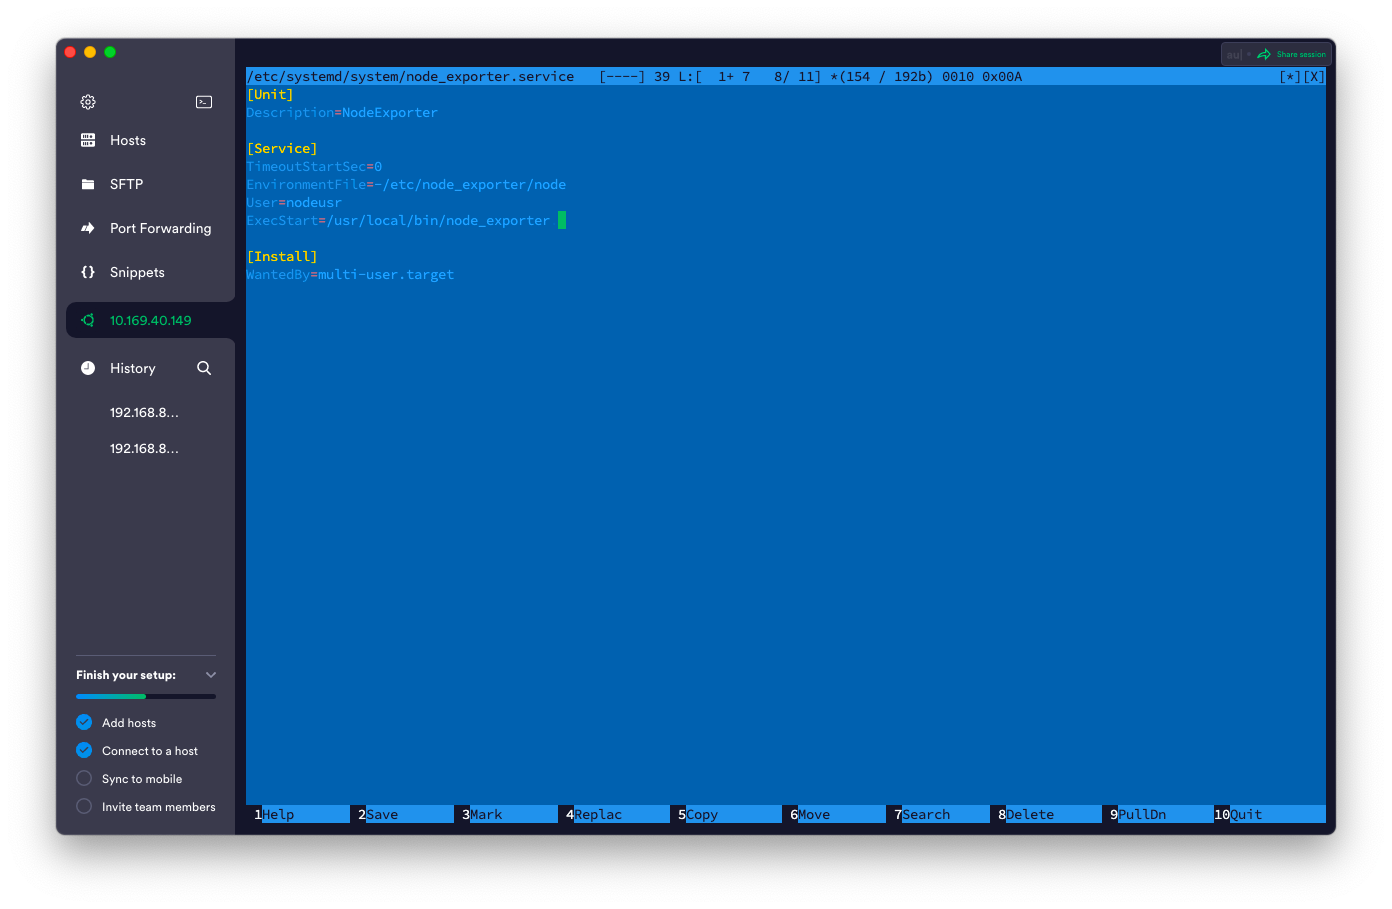 au| • Share session
Hosts
SFTP
Port Forwarding
{} Snippets
10.169.40.149
History
192.168.8...
192.168.8...
Finish your setup:
Add hosts
Connect to a host
Sync to mobile
Invite team members
/etc/systemd/system/node_exporter.service [----] 39 L:[ 1+ 7 8/ 11] *(154 / 192b) 0010 0x00A [*][X]
[Unit]
Description=NodeExporter
[Service]
TimeoutStartSec=0
EnvironmentFile=-/etc/node_exporter/node
User=nodeusr
ExecStart=/usr/local/bin/node_exporter
[Install]
WantedBy=multi-user.target
1Help 2Save 3Mark 4Replac 5Copy 6Move 7Search 8Delete 9PullDn 10Quit